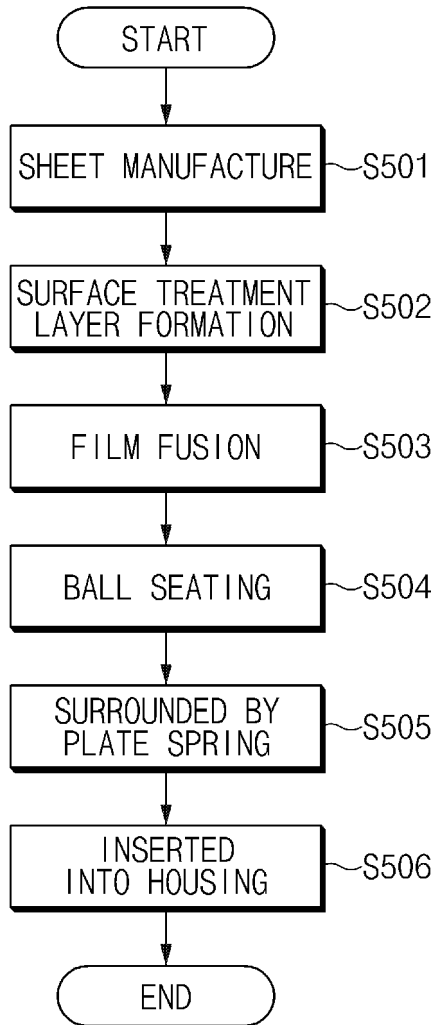 START
SHEET MANUFACTURE
S501
SURFACE TREATMENT
LAYER FORMATION
S502
FILM FUSION
S503
BALL SEATING
S504
SURROUNDED BY
PLATE SPRING
S505
INSERTED
INTO HOUSING
S506
END